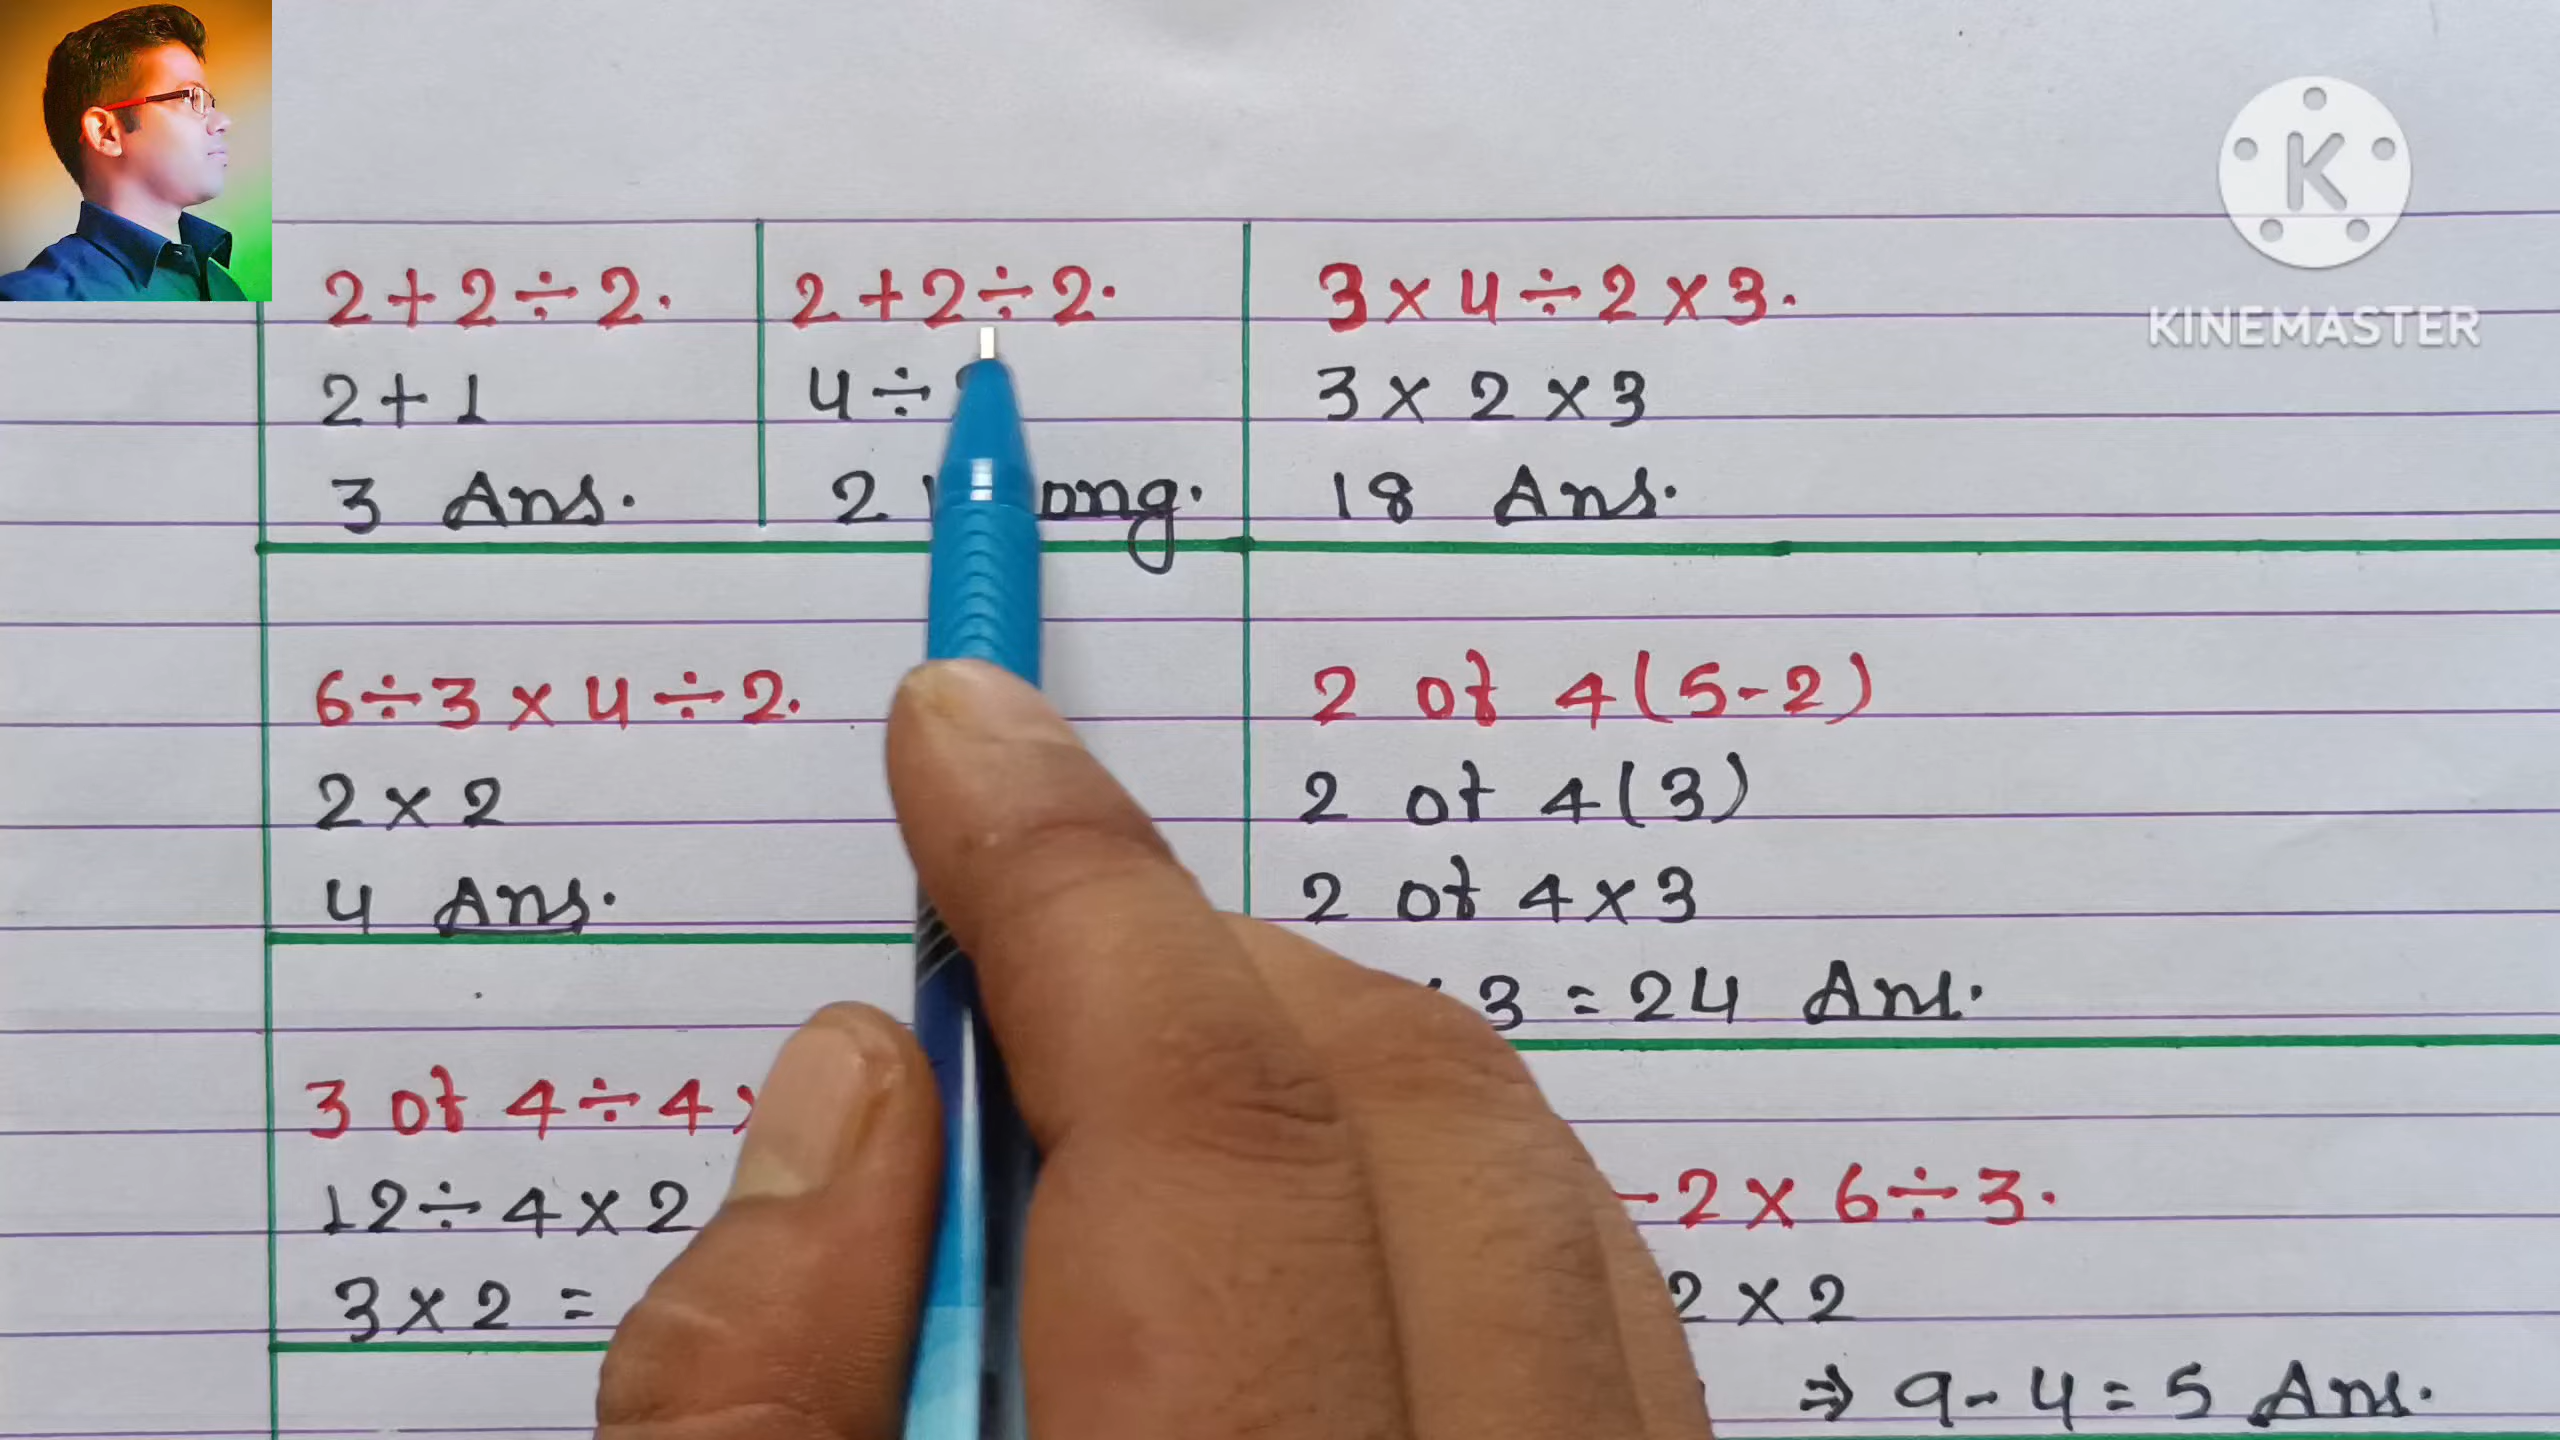 2+2÷2.
2+1
3 Ans.
2+2÷2.
4÷
2
3×4÷2×3.
3×2×3
18 Ans.
6÷3×4÷2.
2×2
4 Ans.
2 of 4(5-2)
2 of 4(3)
2 of 4×3
3 = 24 Ans.
3 of 4÷4
12÷4×2
3×2 =
-2×6÷3.
2×2
⇒ 9-4=5 Ans.
K
KINEMASTER